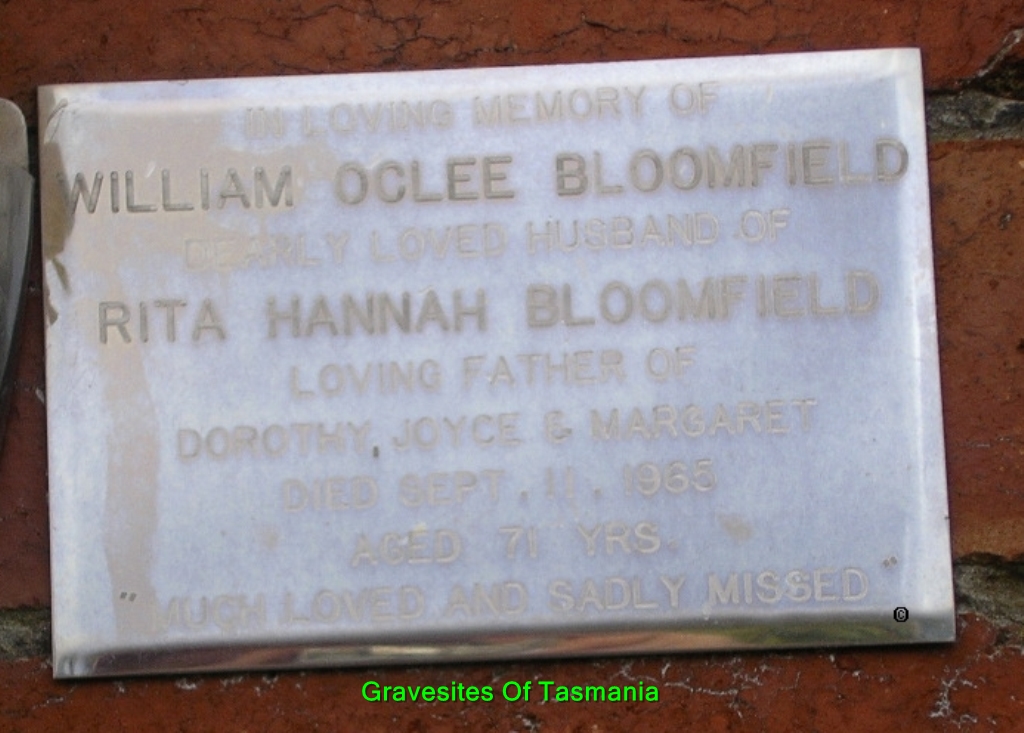 IN LOVING MEMORY OF
WILLIAM OCLEE BLOOMFIELD
DEARLY LOVED HUSBAND OF
RITA HANNAH BLOOMFIELD
LOVING FATHER OF
DOROTHY, JOYCE & MARGARET
DIED SEPT. 11. 1965
AGED 71 YRS.
"MUCH LOVED AND SADLY MISSED"
©
Gravesites Of Tasmania